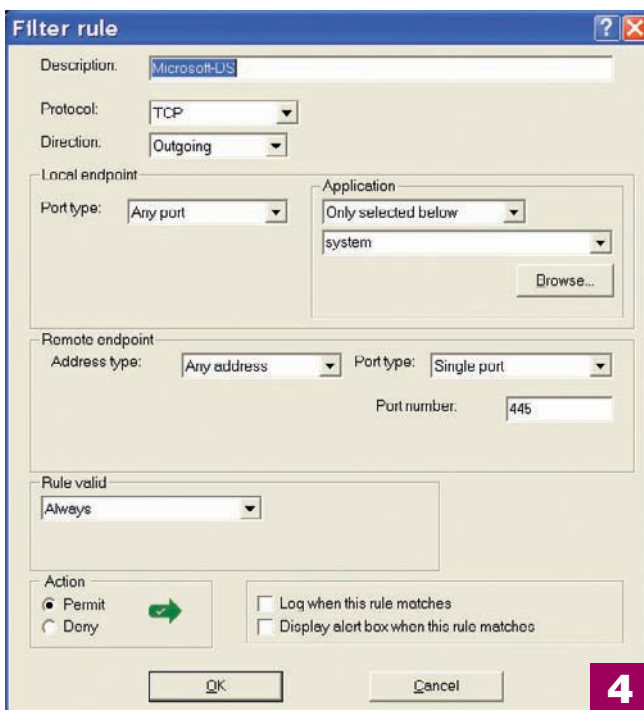 Filter rule
Description: Microsoft-DS
Protocol: TCP
Direction: Outgoing
Local endpoint
Port type: Any port
Application
Only selected below
system
Browse...
Remote endpoint
Address type: Any address Port type: Single port
Port number: 445
Rule valid
Always
Action
Permit
Deny
Log when this rule matches
Display alert box when this rule matches
OK Cancel
4